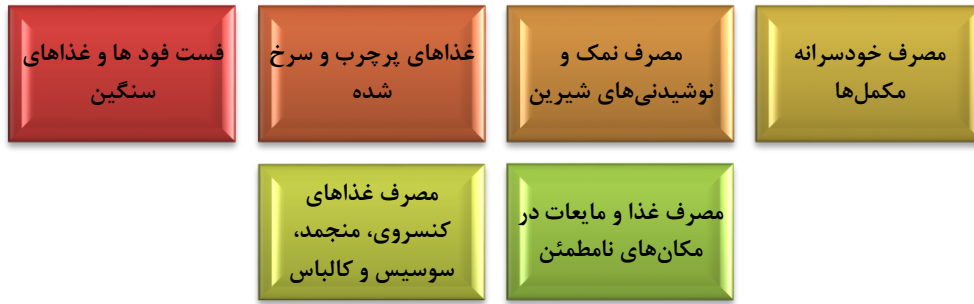 فست فود ها و غذاهای
سنگین
غذاهای پرچرب و سرخ
شده
مصرف نمک و
نوشیدنی‌های شیرین
مصرف خودسرانه
مکمل‌ها
مصرف غذاهای
کنسروی، منجمد،
سوسیس و کالباس
مصرف غذا و مایعات در
مکان‌های نامطمئن